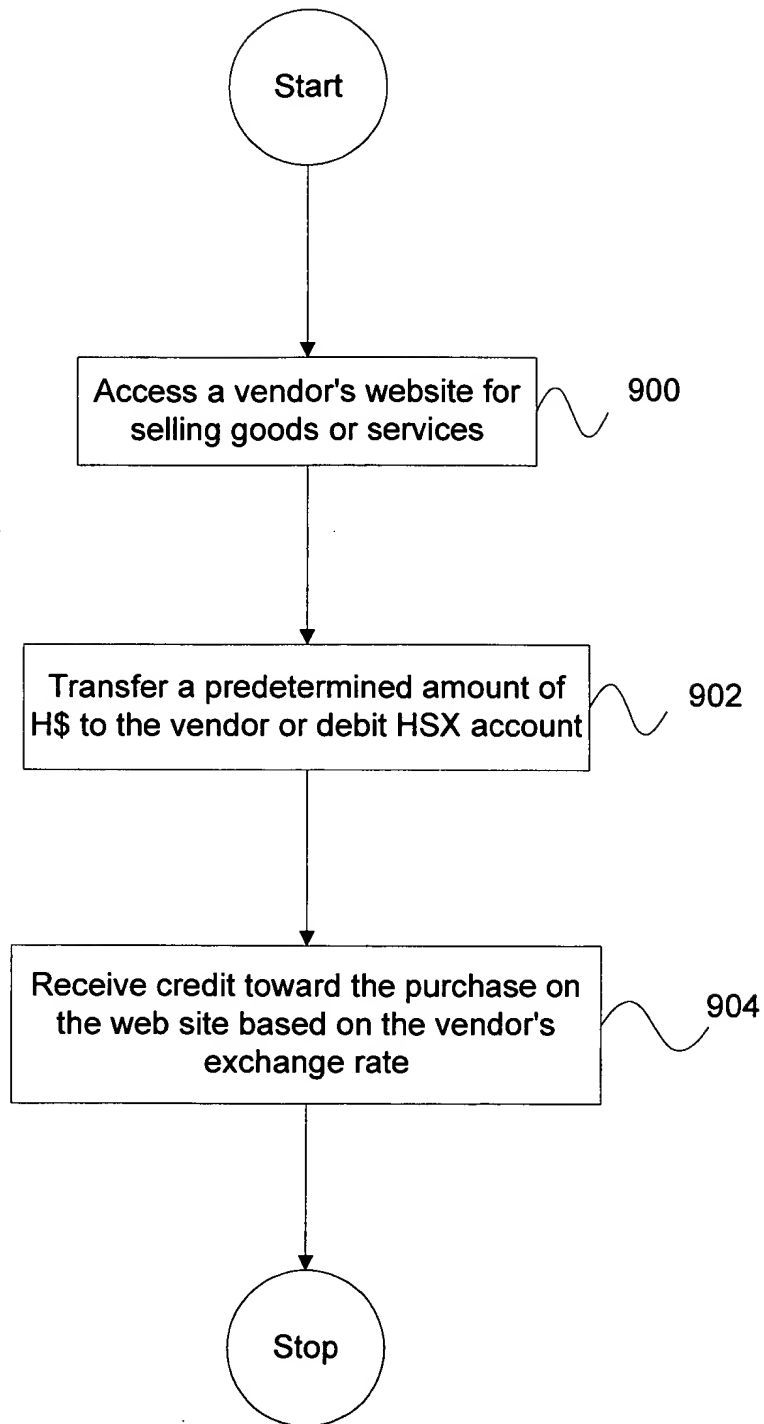 Start
Access a vendor's website for
selling goods or services
900
Transfer a predetermined amount of
H$ to the vendor or debit HSX account
902
Receive credit toward the purchase on
the web site based on the vendor's
exchange rate
904
Stop